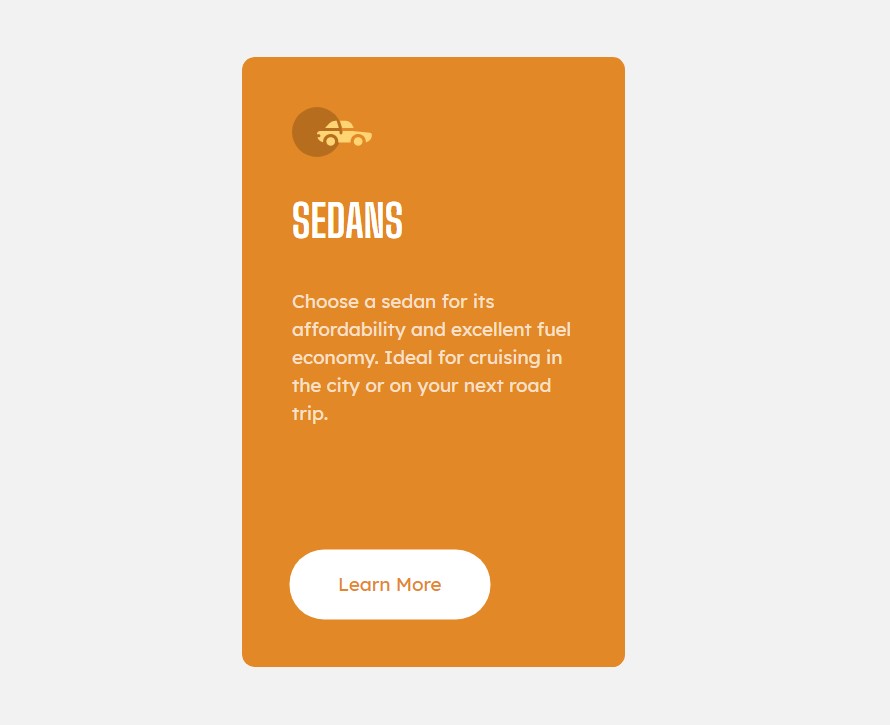 SEDANS
Choose a sedan for its
affordability and excellent fuel
economy. Ideal for cruising in
the city or on your next road
trip.
Learn More